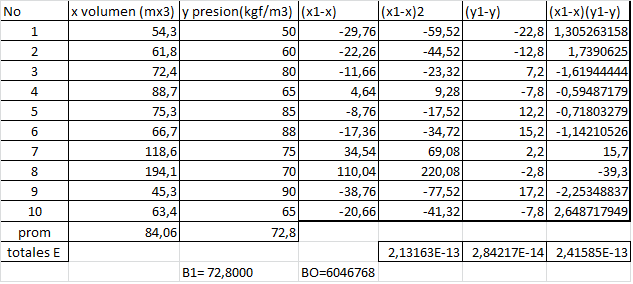 No x volumen (mx3) y presion(kgf/m3) (x1-x) (x1-x)2 (y1-y) (x1-x)(y1-y)
1 54,3 50 -29,76 -59,52 -22,8 1,305263158
2 61,8 60 -22,26 -44,52 -12,8 1,7390625
3 72,4 80 -11,66 -23,32 7,2 -1,61944444
4 88,7 65 4,64 9,28 -7,8 -0,59487179
5 75,3 85 -8,76 -17,52 12,2 -0,71803279
6 66,7 88 -17,36 -34,72 15,2 -1,14210526
7 118,6 75 34,54 69,08 2,2 15,7
8 194,1 70 110,04 220,08 -2,8 -39,3
9 45,3 90 -38,76 -77,52 17,2 -2,25348837
10 63,4 65 -20,66 -41,32 -7,8 2,648717949
prom 84,06 72,8
totales E 2,13163E-13 2,84217E-14 2,41585E-13
B1= 72,8000 BO=6046768